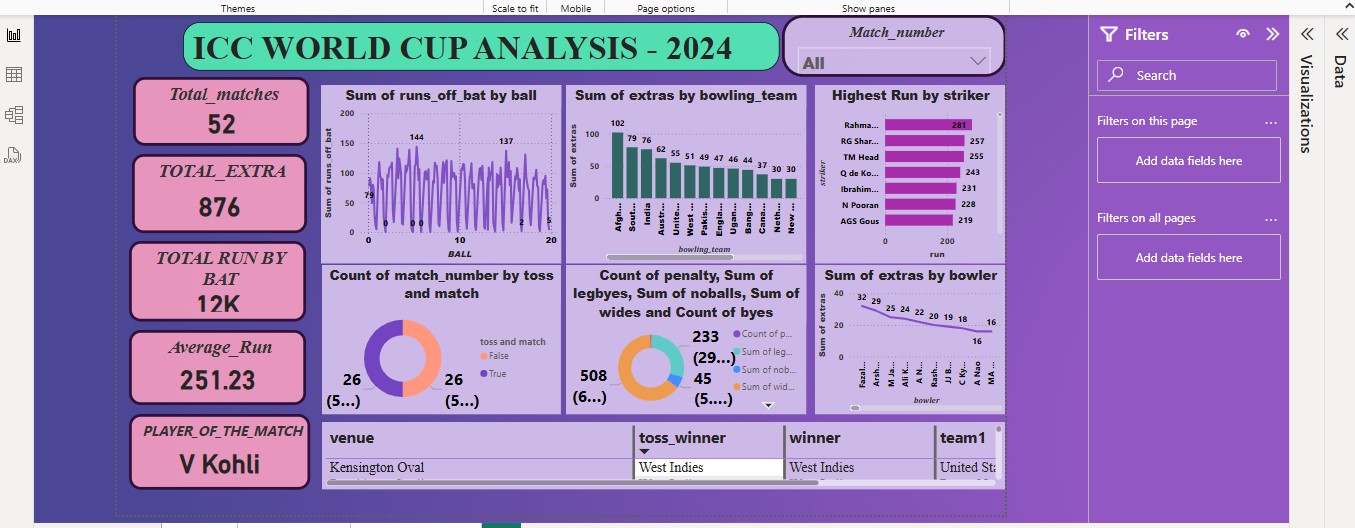 Themes
Scale to fit
Mobile
Page options
Show panes
ICC WORLD CUP ANALYSIS - 2024
Match_number
All
Total_matches
52
TOTAL_EXTRA
876
TOTAL RUN BY
BAT
12K
Average_Run
251.23
PLAYER_OF_THE_MATCH
V Kohli
Sum of runs_off_bat by ball
Sum of runs_off_bat
200
150
100
50
0
79
144
137
0
0
0
2
5
0
10
20
BALL
Sum of extras by bowling_team
Sum of extras
100
50
0
102
79
76
62
55
51
49
47
46
44
37
30
30
Afgh...
Sout...
India
Austr...
Unite...
West ...
Pakis...
Engla...
Ugan...
Bang...
Cana...
Neth...
New ...
bowling_team
Highest Run by striker
striker
Rahma...
281
RG Shar...
257
TM Head
255
Q de Ko...
243
Ibrahim...
231
N Pooran
228
AGS Gous
219
0
200
run
Count of match_number by toss
and match
26
(5...)
26
(5...)
toss and match
False
True
Count of penalty, Sum of
legbyes, Sum of noballs, Sum of
wides and Count of byes
233
(29...)
45
(5....)
508
(6...)
Count of p...
Sum of leg...
Sum of nob...
Sum of wid...
Sum of extras by bowler
Sum of extras
40
20
0
32
29
25
24
22
20
19
18
16
16
Fazal...
Arsh...
M Ja...
Ali K...
A N...
Rash...
JJ B...
C Ky...
A Nao
MA ...
bowler
venue
toss_winner
winner
team1
Kensington Oval
West Indies
West Indies
United Sta
Filters
Search
Filters on this page
...
Add data fields here
Filters on all pages
...
Add data fields here
Visualizations
Data
DAX